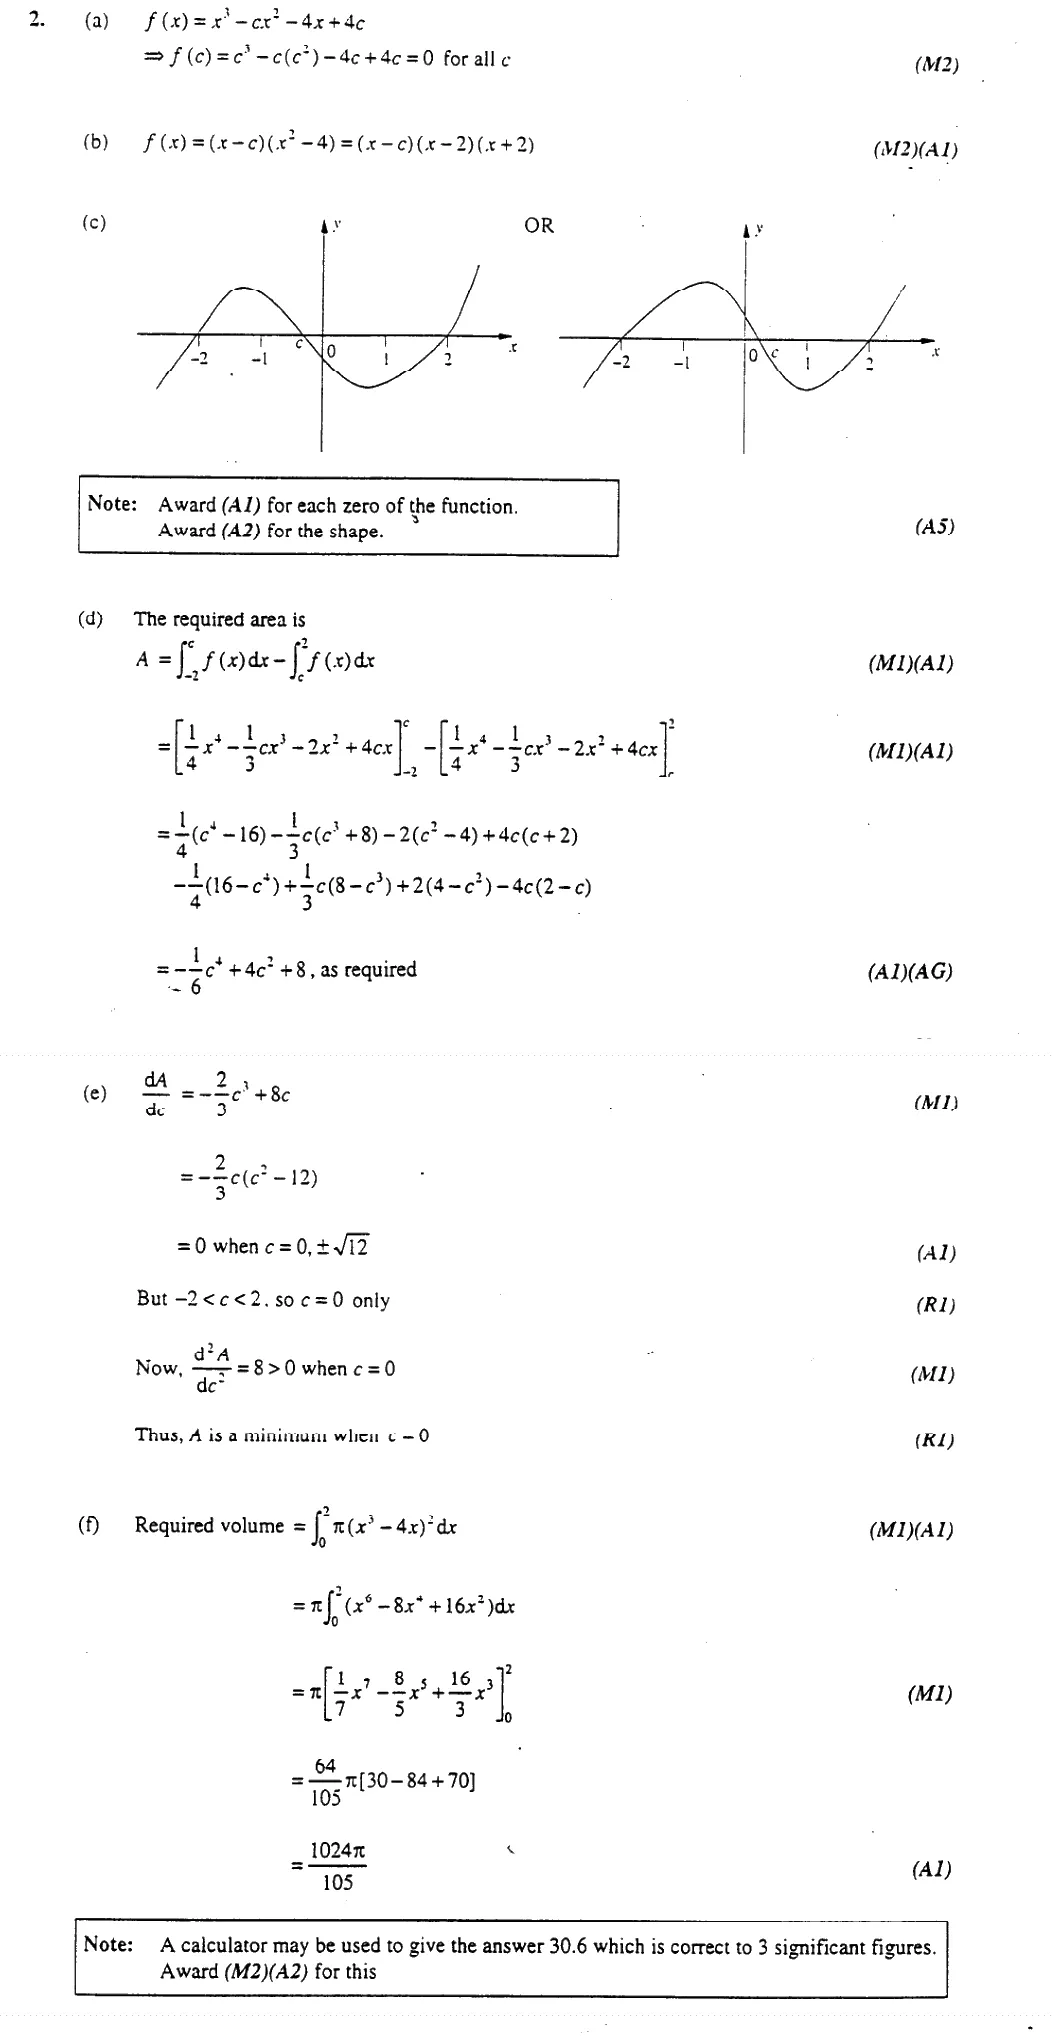 2. (a) f(x) = x³ – cx² – 4x + 4c
⇒ f(c) = c³ – c(c²) – 4c + 4c = 0 for all c (M2)
(b) f(x) = (x – c)(x² – 4) = (x – c)(x – 2)(x + 2) (M2)(A1)
(c) y OR y
-2 -1 c 0 1 2 x -2 -1 0 c 1 2 x
Note: Award (A1) for each zero of the function.
Award (A2) for the shape. (A5)
(d) The required area is
A = ∫₋₂ᶜ f(x)dx – ∫c² f(x)dx (M1)(A1)
= [1/4 x⁴ – 1/3 cx³ – 2x² + 4cx]₋₂ᶜ – [1/4 x⁴ – 1/3 cx³ – 2x² + 4cx]c² (M1)(A1)
= 1/4 (c⁴ – 16) – 1/3 c(c³ + 8) – 2(c² – 4) + 4c(c + 2)
– 1/4 (16 – c⁴) + 1/3 c(8 – c³) + 2(4 – c²) – 4c(2 – c)
= – 1/6 c⁴ + 4c² + 8, as required (A1)(AG)
(e) dA/dc = – 2/3 c³ + 8c (M1)
= – 2/3 c(c² – 12)
= 0 when c = 0, ±√12 (A1)
But –2 < c < 2. so c = 0 only (R1)
Now, d²A/dc² = 8 > 0 when c = 0 (M1)
Thus, A is a minimum when c = 0 (R1)
(f) Required volume = ∫₀² π(x³ – 4x)²dx (M1)(A1)
= π∫₀² (x⁶ – 8x⁴ + 16x²)dx
= π[1/7 x⁷ – 8/5 x⁵ + 16/3 x³]₀² (M1)
= 64/105 π[30 – 84 + 70]
= 1024π/105 (A1)
Note: A calculator may be used to give the answer 30.6 which is correct to 3 significant figures.
Award (M2)(A2) for this